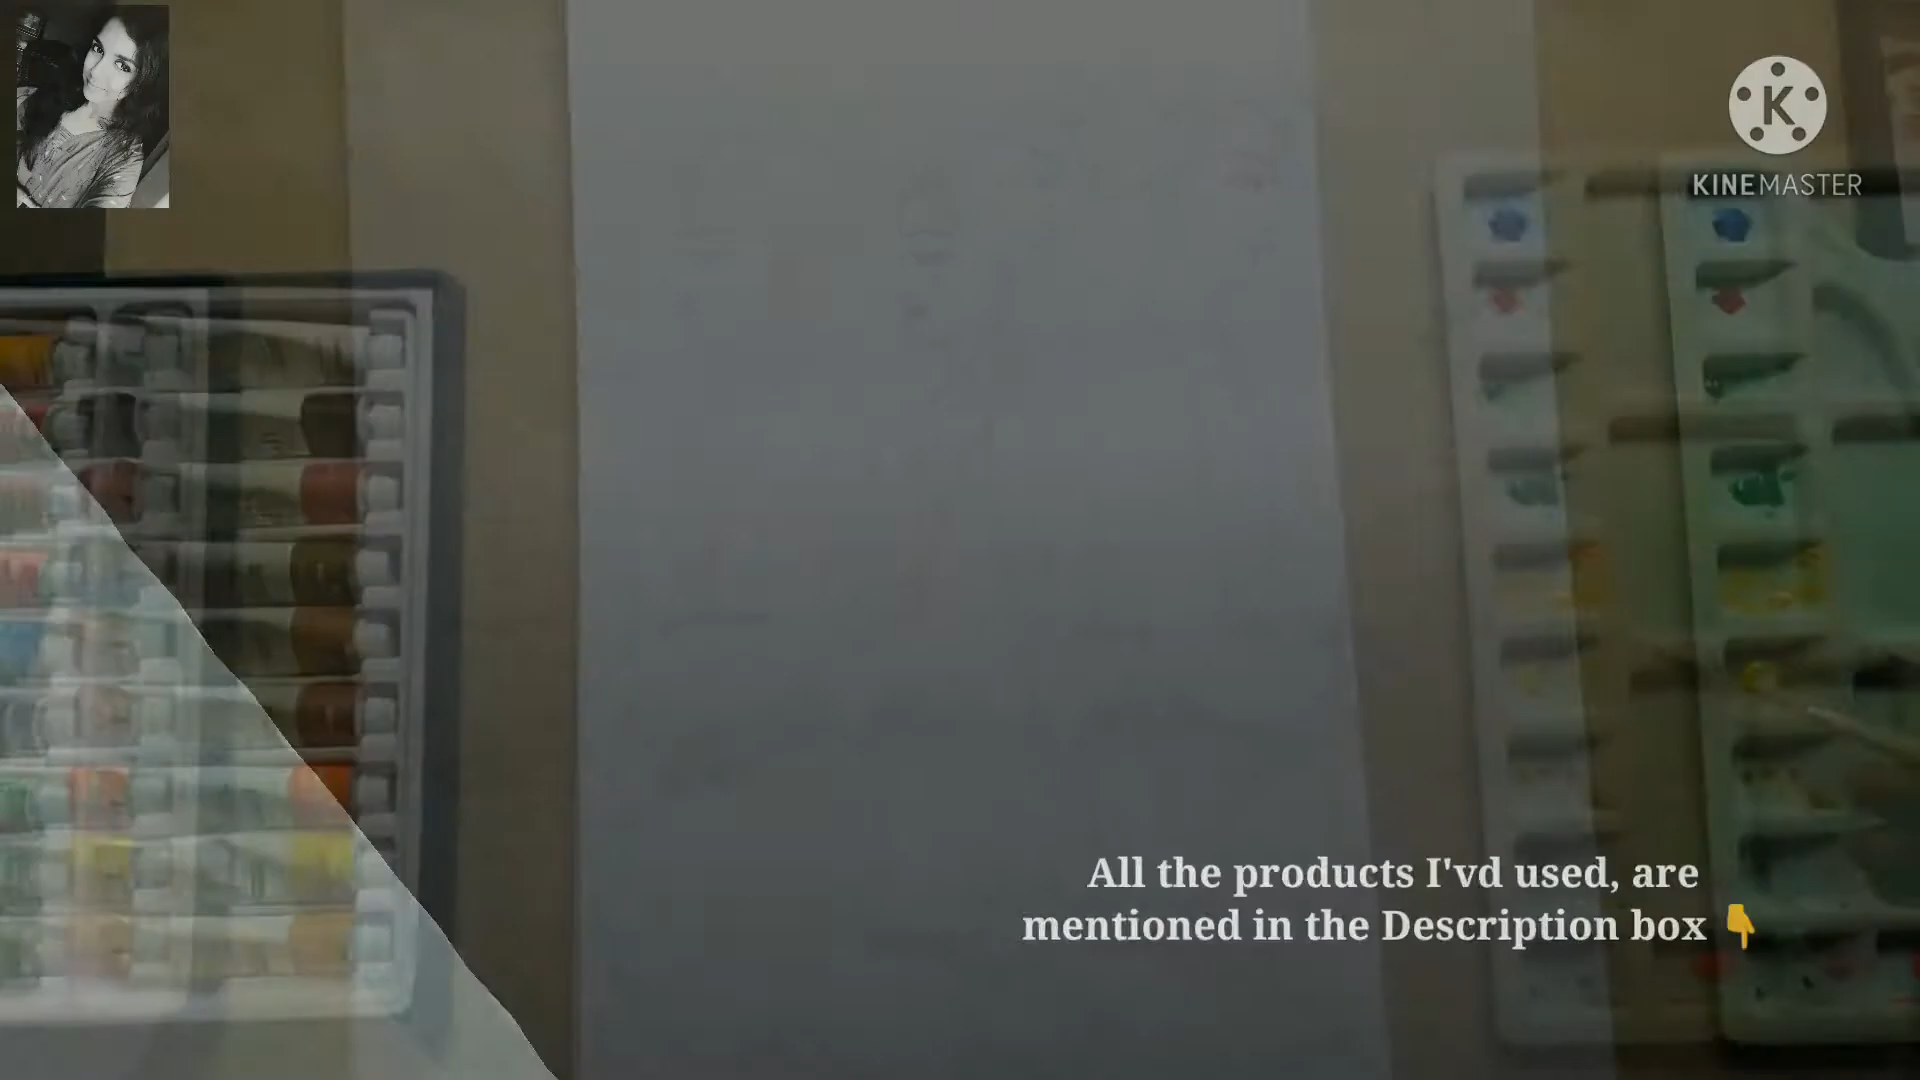 K
KINEMASTER
All the products I'vd used, are
mentioned in the Description box 👇